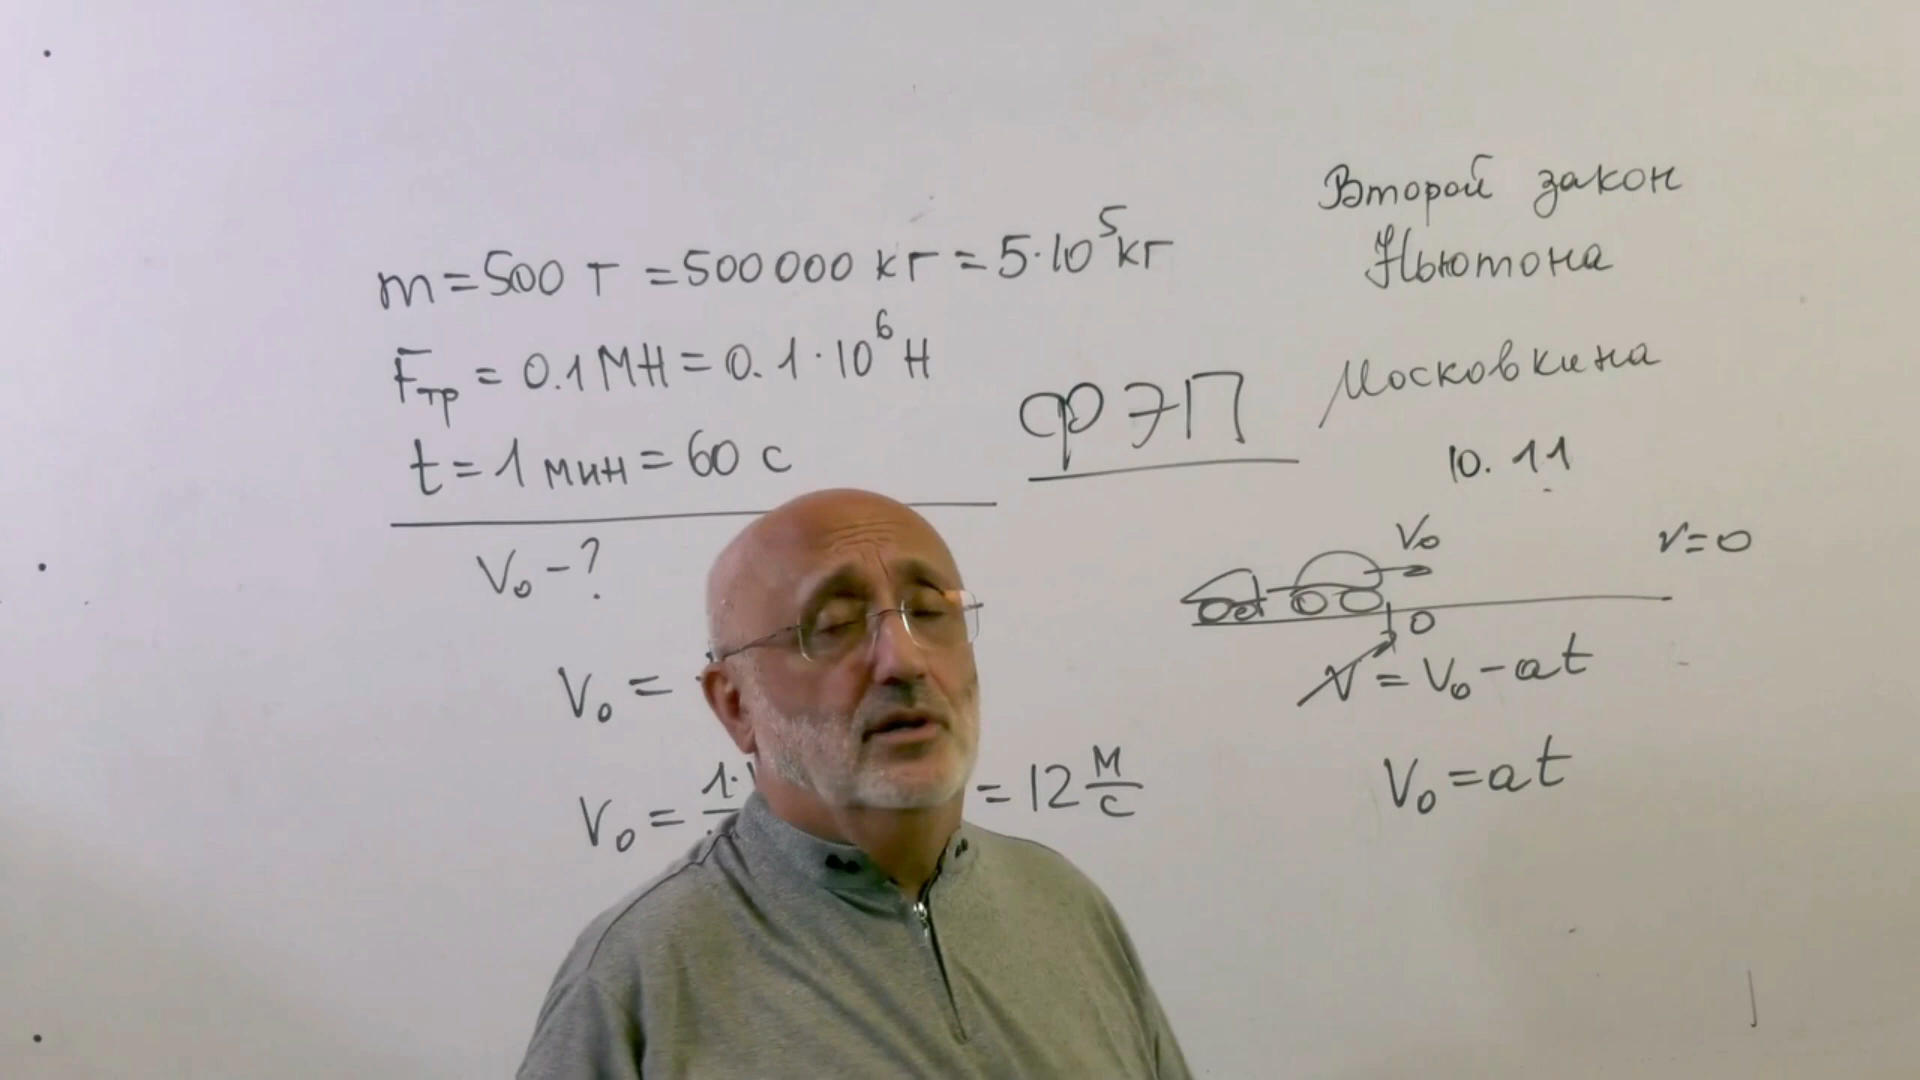 m = 500 т = 500 000 кг = 5·10⁵ кг
Fтр = 0.1 МН = 0.1·10⁶ Н
t = 1 мин = 60 с
V₀ - ?
V₀ =
V₀ = 1·
= 12 м/с
ФЭП
Второй закон
Ньютона
Московкина
10. 11
V₀
v = 0
0
V = V₀ - at
V₀ = at